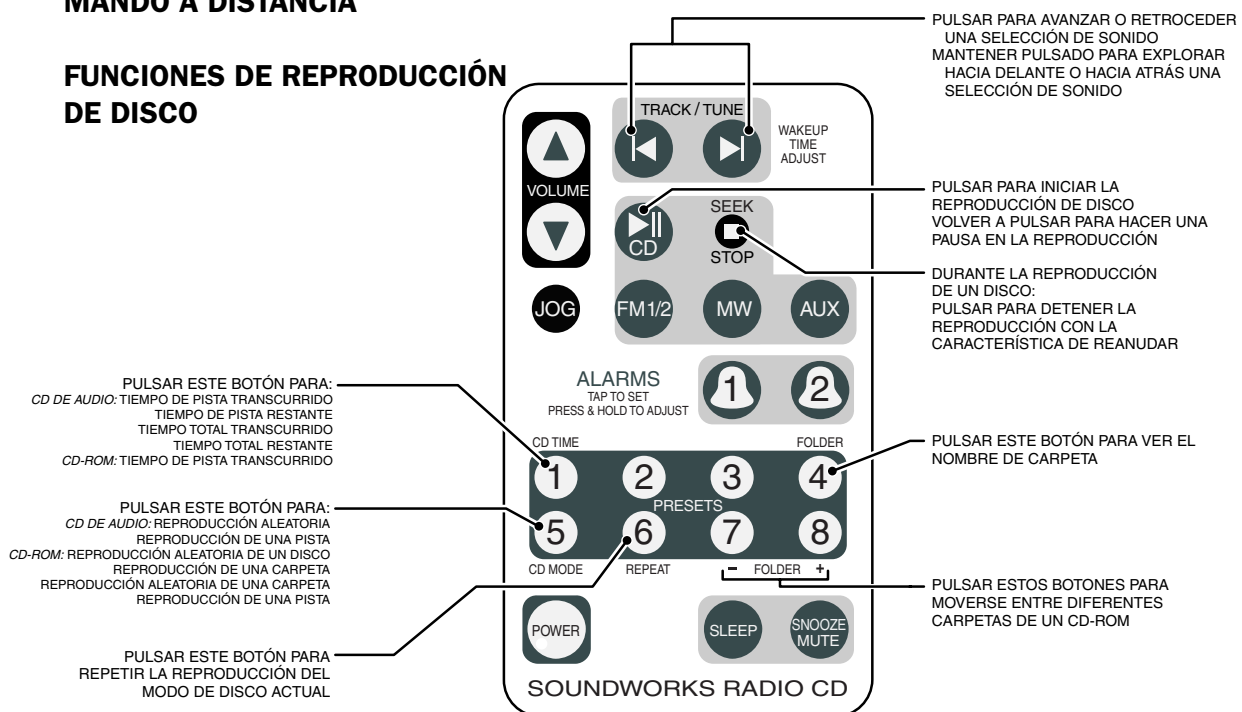 MANDO A DISTANCIA
FUNCIONES DE REPRODUCCIÓN
DE DISCO
PULSAR PARA AVANZAR O RETROCEDER
UNA SELECCIÓN DE SONIDO
MANTENER PULSADO PARA EXPLORAR
HACIA DELANTE O HACIA ATRÁS UNA
SELECCIÓN DE SONIDO
TRACK / TUNE
WAKEUP
TIME
ADJUST
VOLUME
PULSAR PARA INICIAR LA
REPRODUCCIÓN DE DISCO
VOLVER A PULSAR PARA HACER UNA
PAUSA EN LA REPRODUCCIÓN
CD
SEEK
STOP
DURANTE LA REPRODUCCIÓN
DE UN DISCO:
PULSAR PARA DETENER LA
REPRODUCCIÓN CON LA
CARACTERÍSTICA DE REANUDAR
JOG
FM1/2
MW
AUX
ALARMS
TAP TO SET
PRESS & HOLD TO ADJUST
1
2
PULSAR ESTE BOTÓN PARA:
CD DE AUDIO: TIEMPO DE PISTA TRANSCURRIDO
TIEMPO DE PISTA RESTANTE
TIEMPO TOTAL TRANSCURRIDO
TIEMPO TOTAL RESTANTE
CD-ROM: TIEMPO DE PISTA TRANSCURRIDO
CD TIME
FOLDER
1
2
3
4
PULSAR ESTE BOTÓN PARA VER EL
NOMBRE DE CARPETA
PRESETS
5
6
7
8
CD MODE
REPEAT
– FOLDER +
PULSAR ESTE BOTÓN PARA:
CD DE AUDIO: REPRODUCCIÓN ALEATORIA
REPRODUCCIÓN DE UNA PISTA
CD-ROM: REPRODUCCIÓN ALEATORIA DE UN DISCO
REPRODUCCIÓN DE UNA CARPETA
REPRODUCCIÓN ALEATORIA DE UNA CARPETA
REPRODUCCIÓN DE UNA PISTA
PULSAR ESTOS BOTONES PARA
MOVERSE ENTRE DIFERENTES
CARPETAS DE UN CD-ROM
POWER
SLEEP
SNOOZE
MUTE
PULSAR ESTE BOTÓN PARA
REPETIR LA REPRODUCCIÓN DEL
MODO DE DISCO ACTUAL
SOUNDWORKS RADIO CD